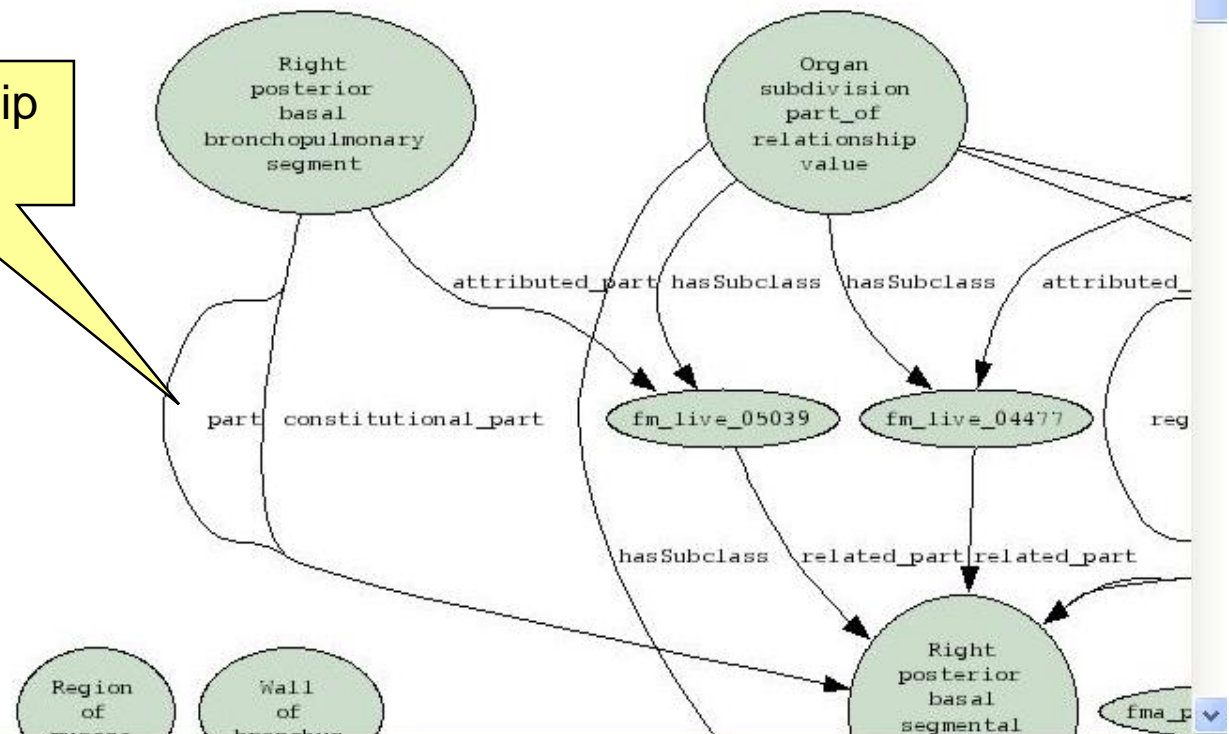 ip
Right
posterior
basal
bronchopulmonary
segment
Organ
subdivision
part_of
relationship
value
attributed_part
hasSubclass
hasSubclass
attributed_
part
constitutional_part
fm_live_05039
fm_live_04477
reg
hasSubclass
related_part
related_part
Region
of
Wall
of
Right
posterior
basal
segmental
fma_p